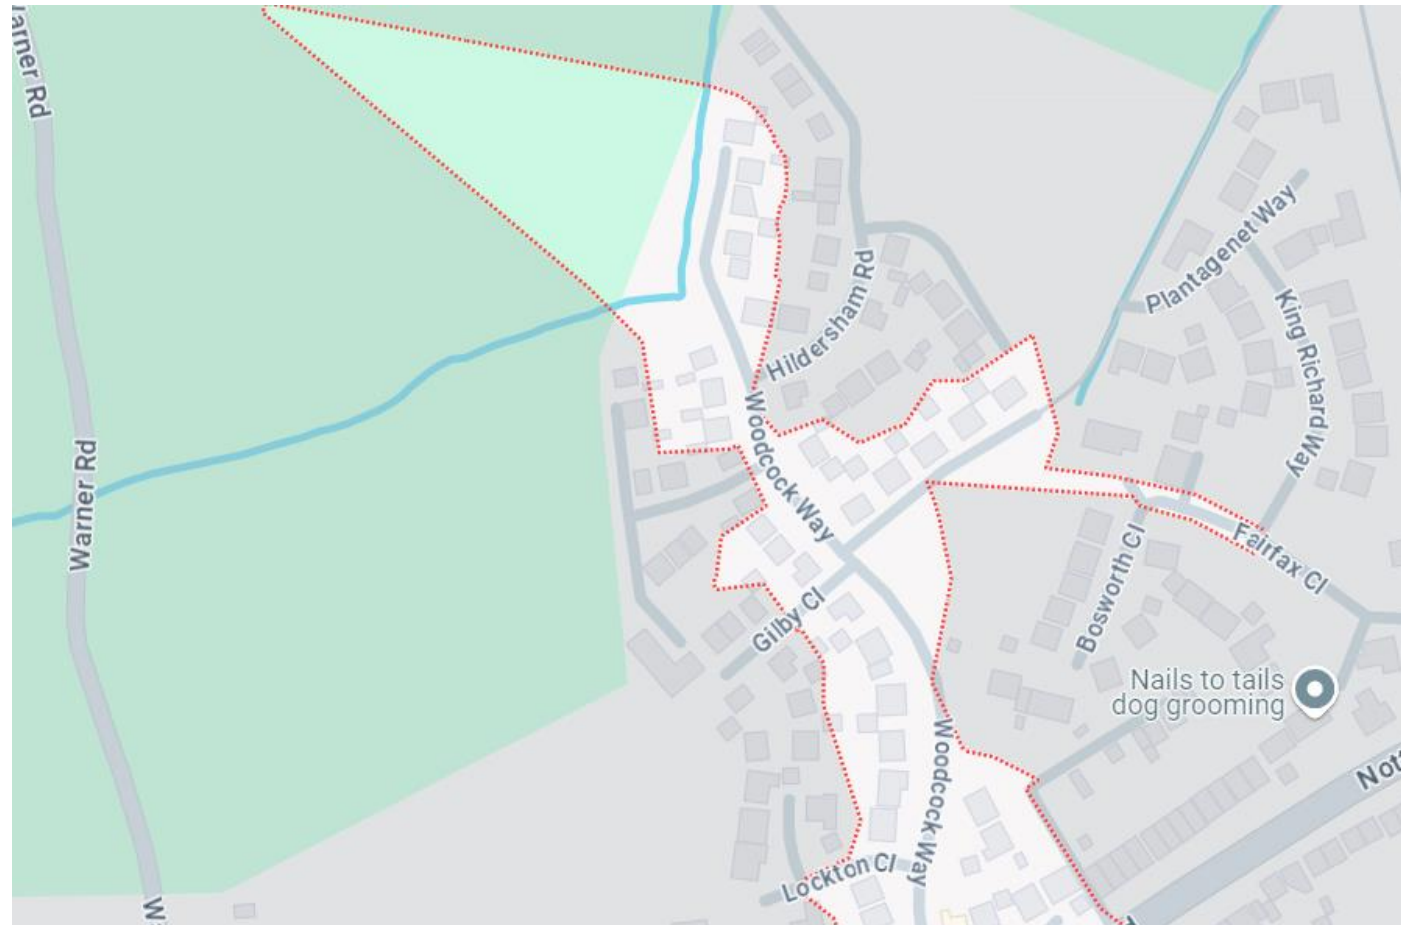 Warner Rd
Plantagenet Way
Hildersham Rd
King Richard Way
Woodcock Way
Warner Rd
Fairfax Cl
Bosworth Cl
Gilby Cl
Nails to tails
dog grooming
Woodcock Way
Lockton Cl